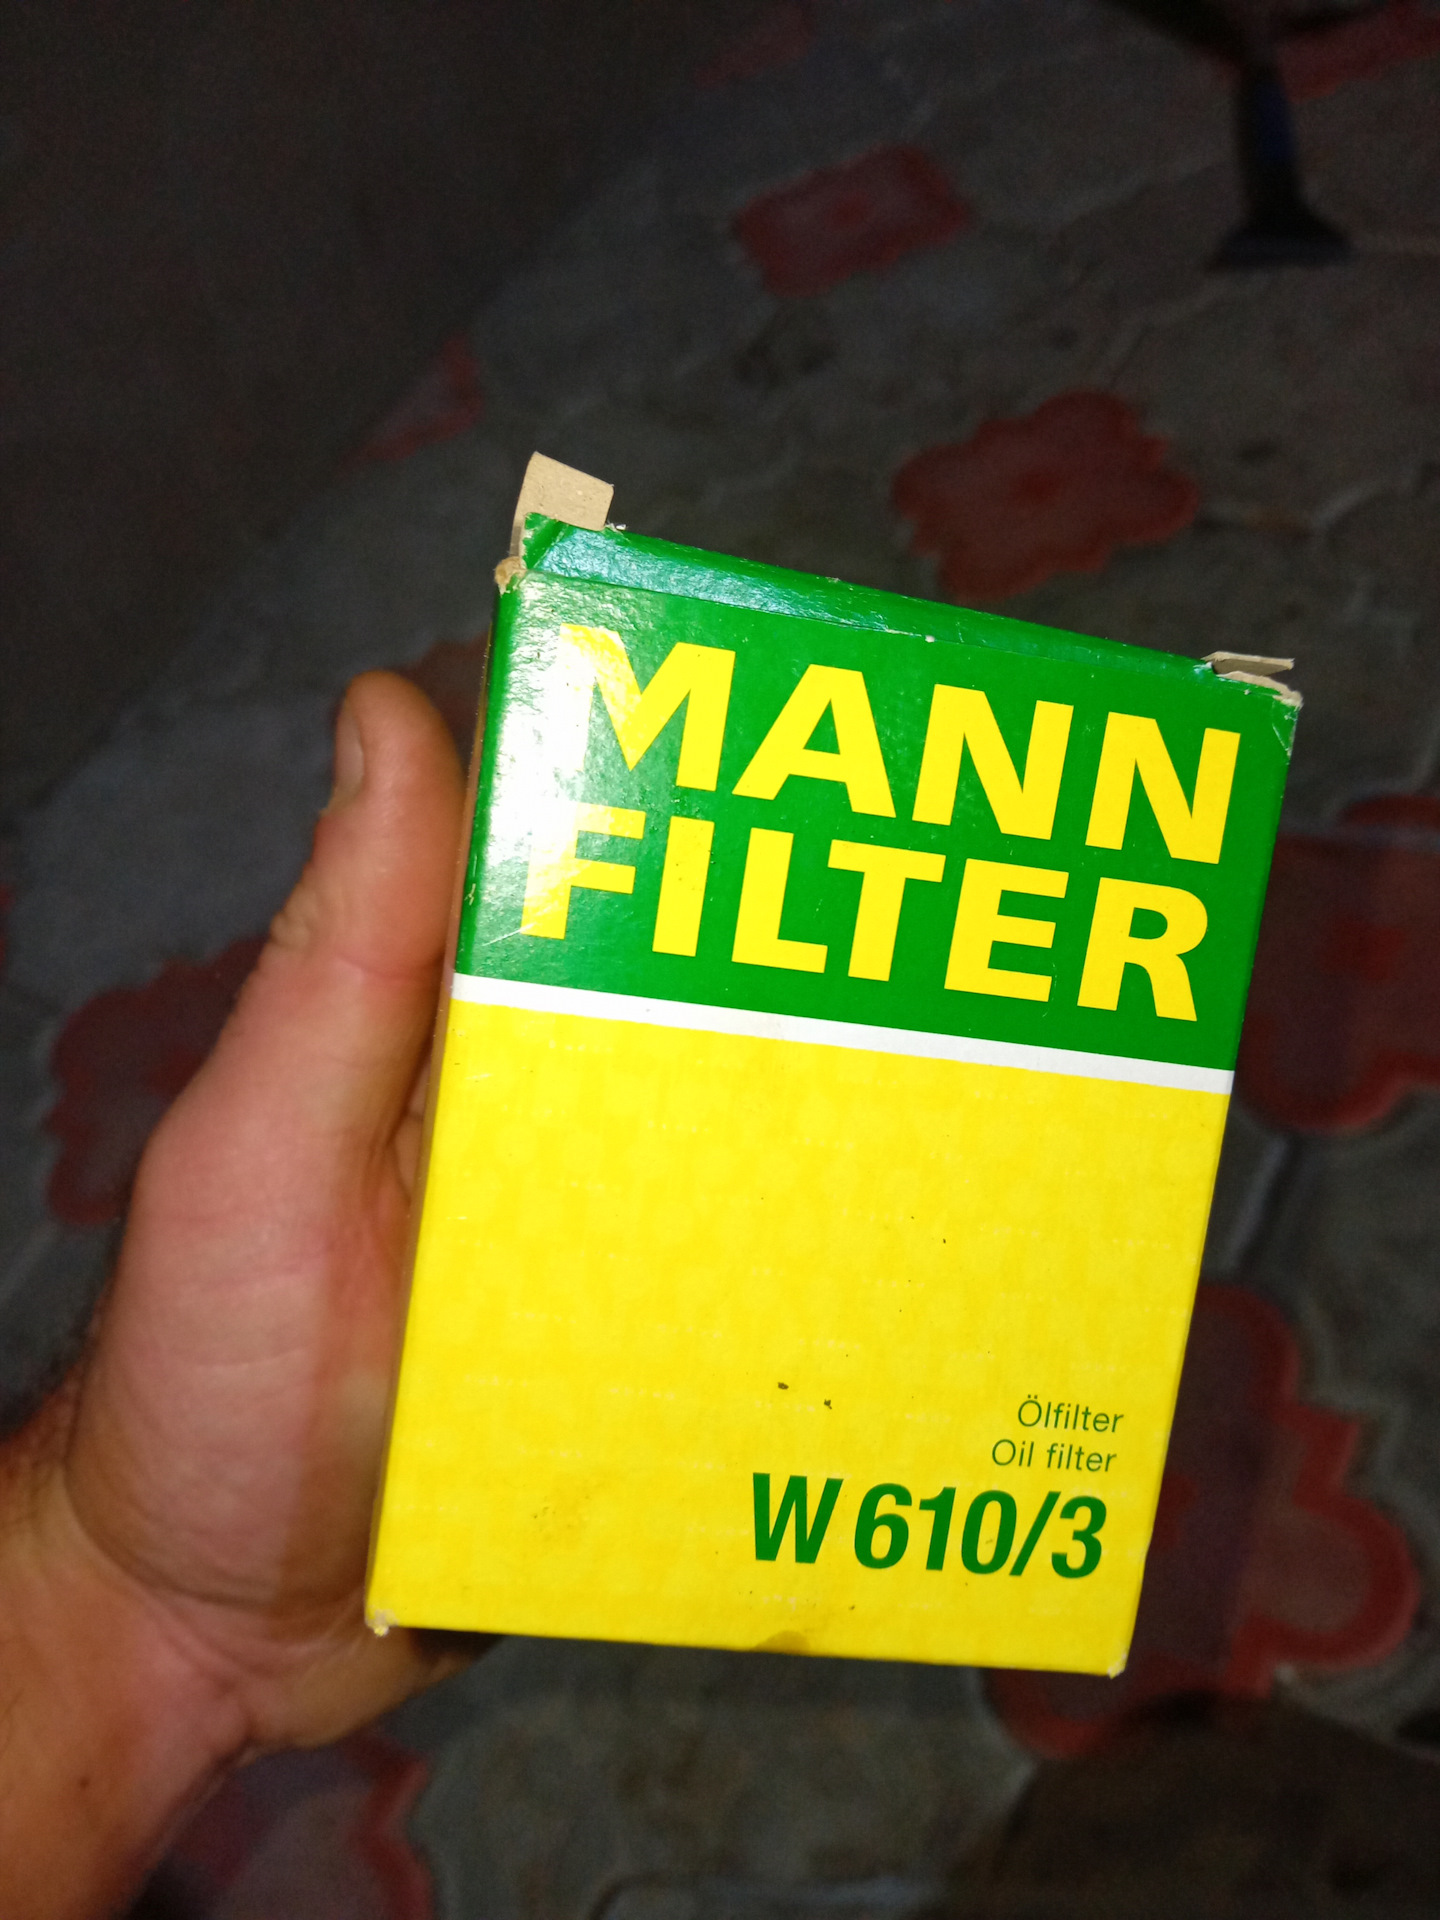 MANN
FILTER
Ölfilter
Oil filter
W 610/3